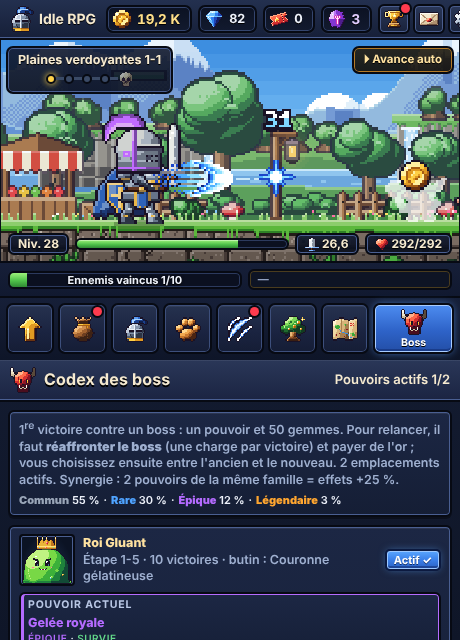 Idle RPG 19,2 K 82 0 3
Plaines verdoyantes 1-1
Avance auto
31
Niv. 28 26,6 292/292
Ennemis vaincus 1/10 —
Boss
Codex des boss Pouvoirs actifs 1/2
1re victoire contre un boss : un pouvoir et 50 gemmes. Pour relancer, il
faut réaffronter le boss (une charge par victoire) et payer de l'or ;
vous choisissez ensuite entre l'ancien et le nouveau. 2 emplacements
actifs. Synergie : 2 pouvoirs de la même famille = effets +25 %.
Commun 55 % · Rare 30 % · Épique 12 % · Légendaire 3 %
Roi Gluant
Étape 1-5 · 10 victoires · butin : Couronne
gélatineuse
Actif ✓
POUVOIR ACTUEL
Gelée royale
ÉPIQUE · SURVIE